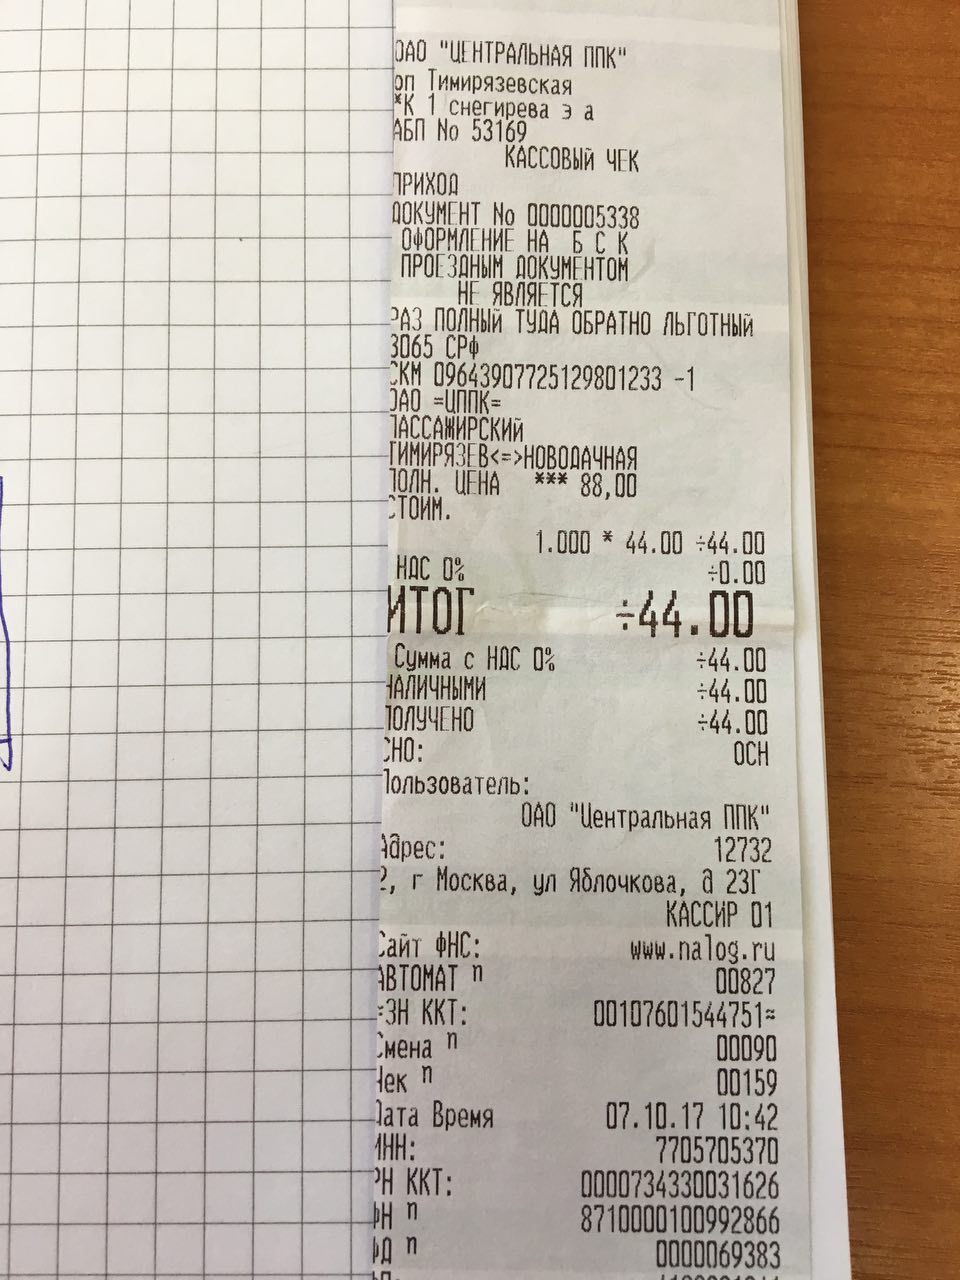 ОАО "ЦЕНТРАЛЬНАЯ ППК"
оп Тимирязевская
*К 1 снегирева э а
АБП No 53169
КАССОВЫЙ ЧЕК
ПРИХОД
ДОКУМЕНТ No 0000005338
ОФОРМЛЕНИЕ НА Б С К
ПРОЕЗДНЫМ ДОКУМЕНТОМ
НЕ ЯВЛЯЕТСЯ
РАЗ ПОЛНЫЙ ТУДА ОБРАТНО ЛЬГОТНЫЙ
3065 СРФ
СКМ 09643907725129801233 -1
ОАО =ЦППК=
ПАССАЖИРСКИЙ
ТИМИРЯЗЕВ<=>НОВОДАЧНАЯ
ПОЛН. ЦЕНА *** 88,00
СТОИМ.
1.000 * 44.00 ÷44.00
НДС 0% ÷0.00
ИТОГ ÷44.00
Сумма с НДС 0% ÷44.00
НАЛИЧНЫМИ ÷44.00
ПОЛУЧЕНО ÷44.00
СНО: ОСН
Пользователь:
ОАО "Центральная ППК"
Адрес: 12732
2, г Москва, ул Яблочкова, д 23Г
КАССИР 01
Сайт ФНС: www.nalog.ru
АВТОМАТ n 00827
=ЗН ККТ: 00107601544751≈
Смена n 00090
Чек n 00159
Дата Время 07.10.17 10:42
ИНН: 7705705370
РН ККТ: 0000734330031626
ФН n 8710000100992866
ФД n 0000069383